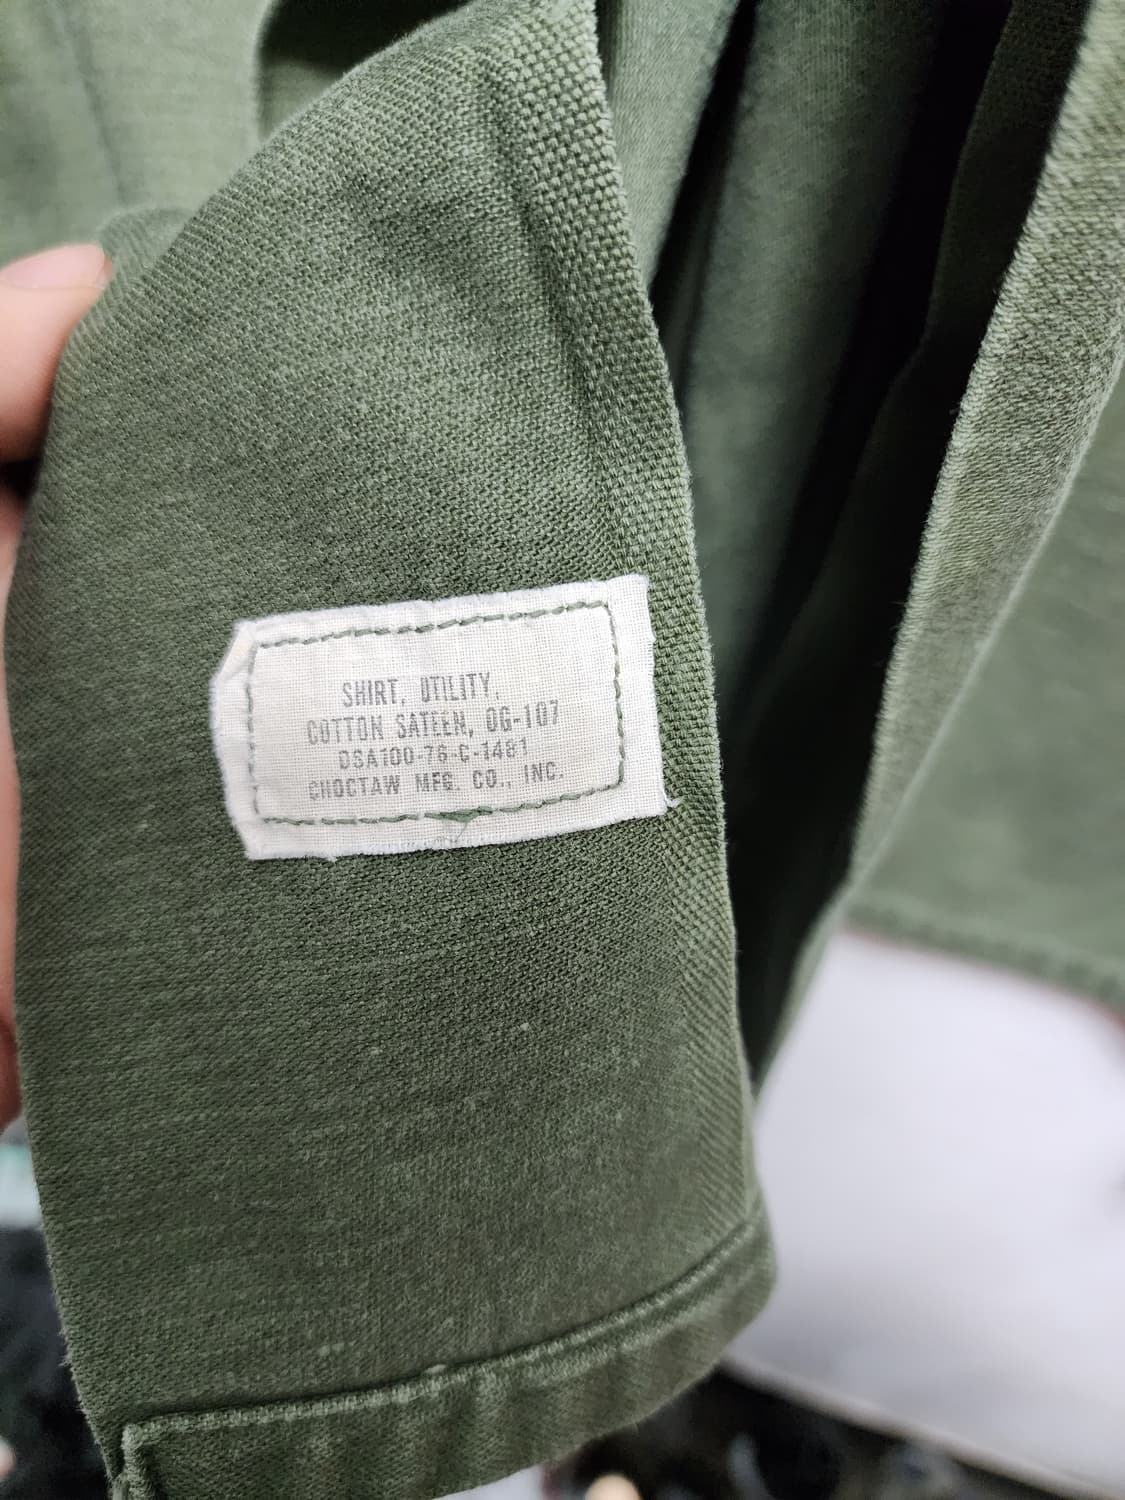 SHIRT, UTILITY,
COTTON SATEEN, OG-107
DSA100-76-C-1481
CHOCTAW MFG. CO., INC.